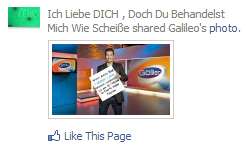 Ich Liebe DICH , Doch Du Behandelst
Mich Wie Scheiße shared Galileo's photo.
Galileo
Like This Page